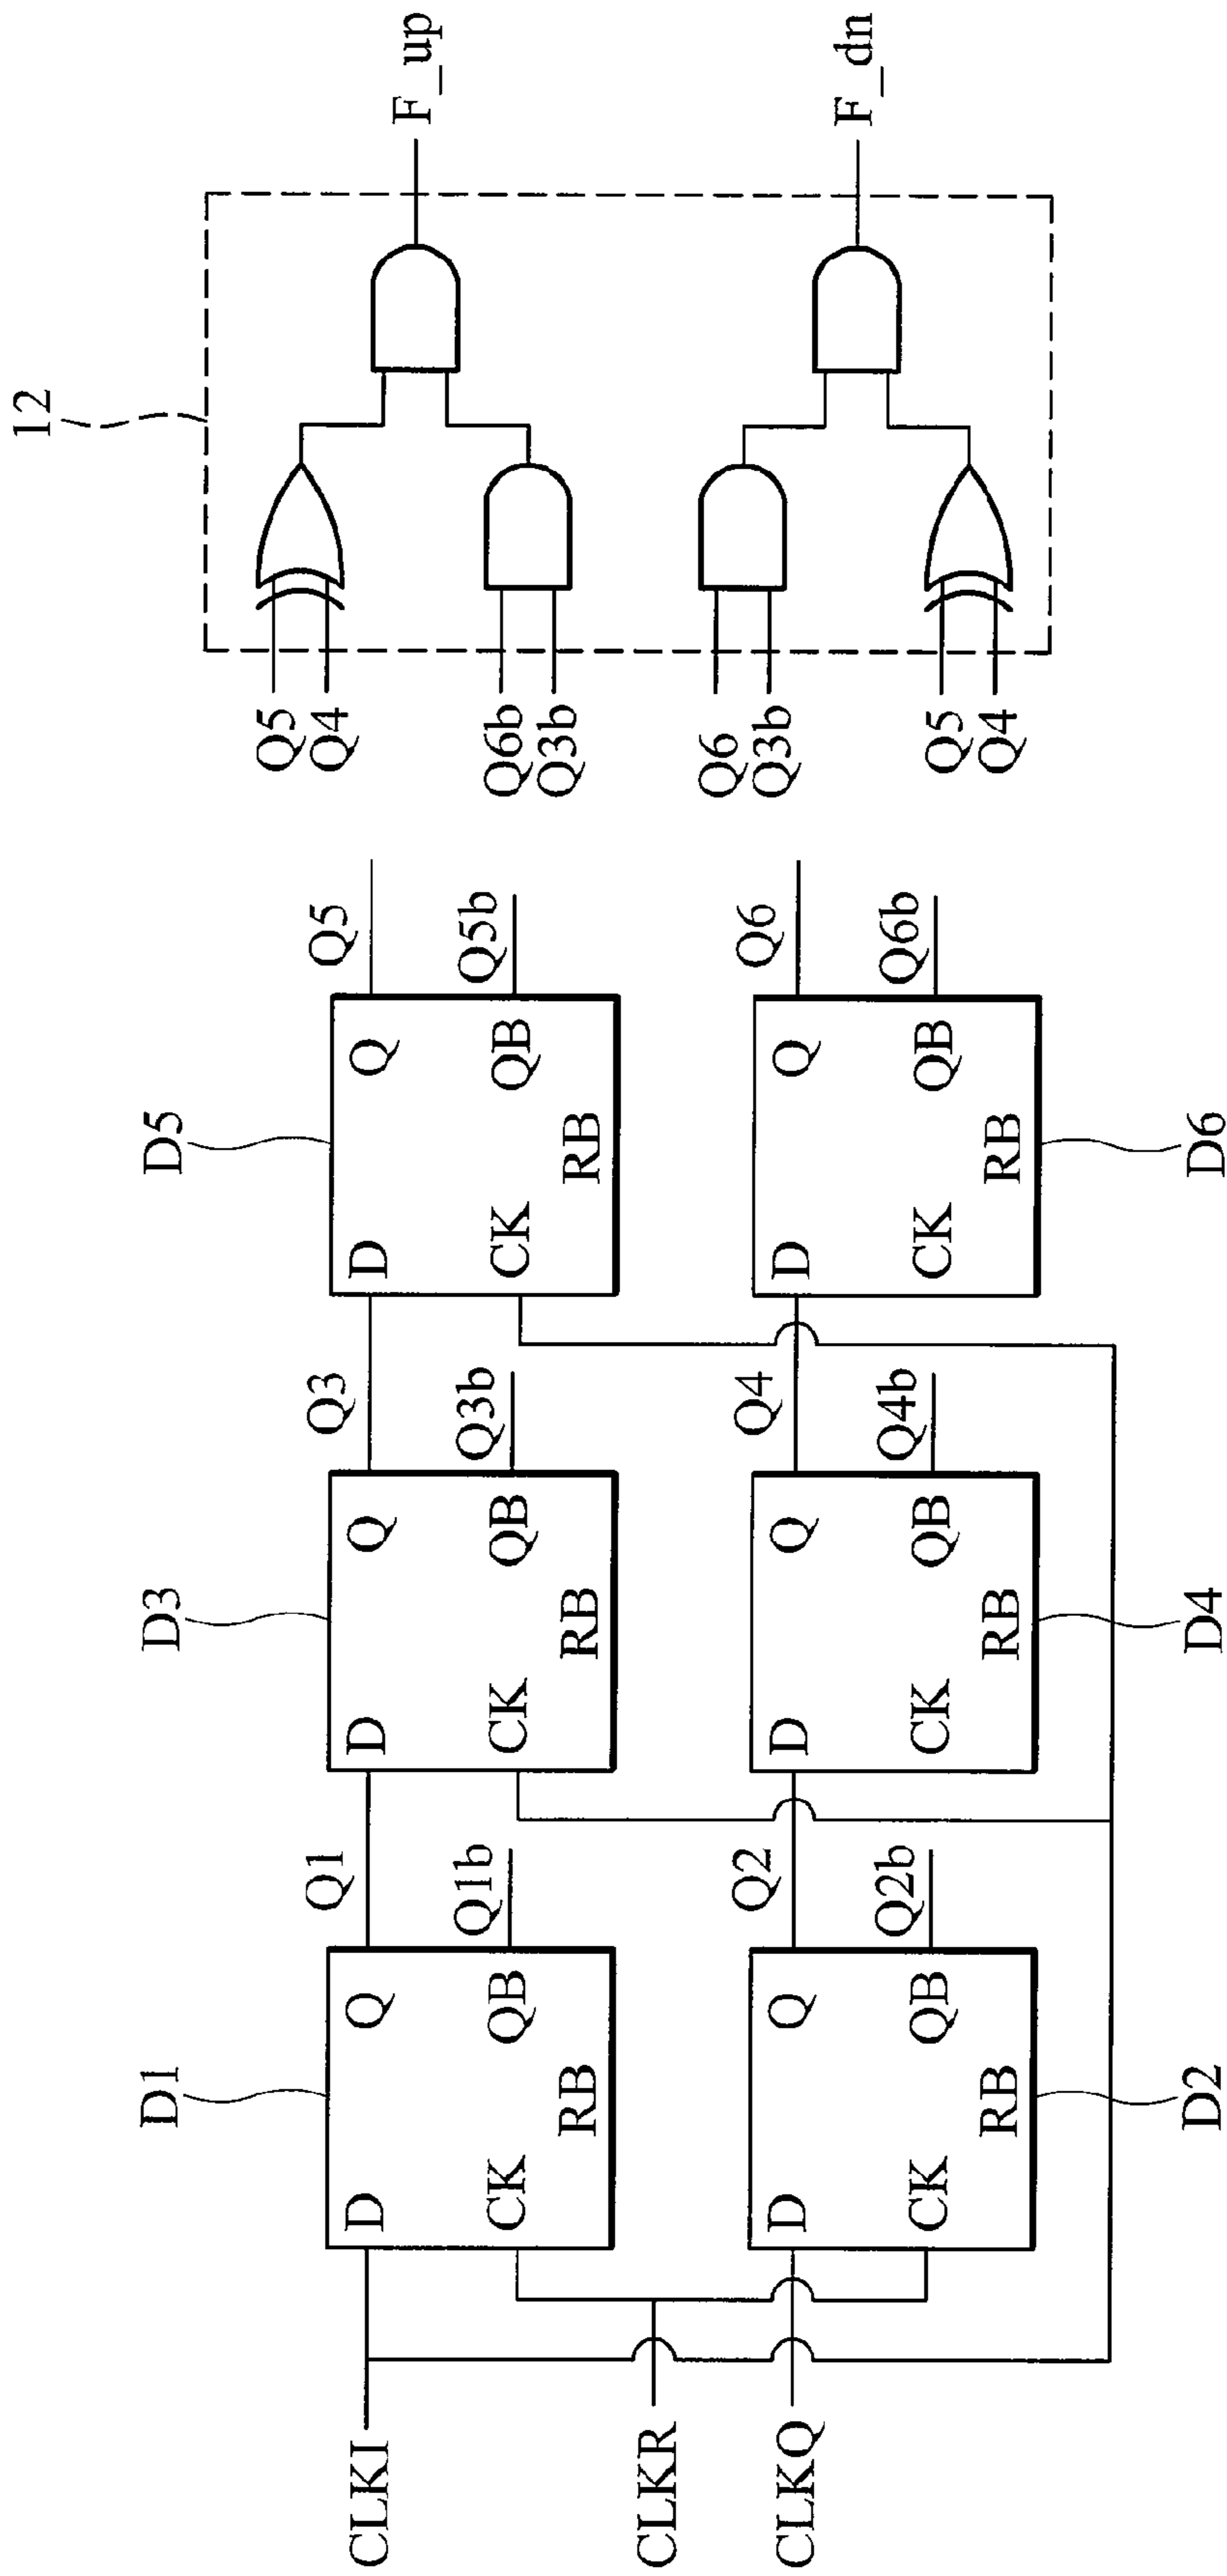 12
F_up
F_dn
Q5
Q4
Q6b
Q3b
Q6
Q3b
Q5
Q4
D1
D3
D5
CLKI
D
Q
Q1
D
Q
Q3
D
Q
Q5
CK
QB
Q1b
CK
QB
Q3b
CK
QB
Q5b
RB
RB
RB
CLKR
CLKQ
D
Q
Q2
D
Q
Q4
D
Q
Q6
CK
QB
Q2b
CK
QB
Q4b
CK
QB
Q6b
RB
RB
RB
D2
D4
D6